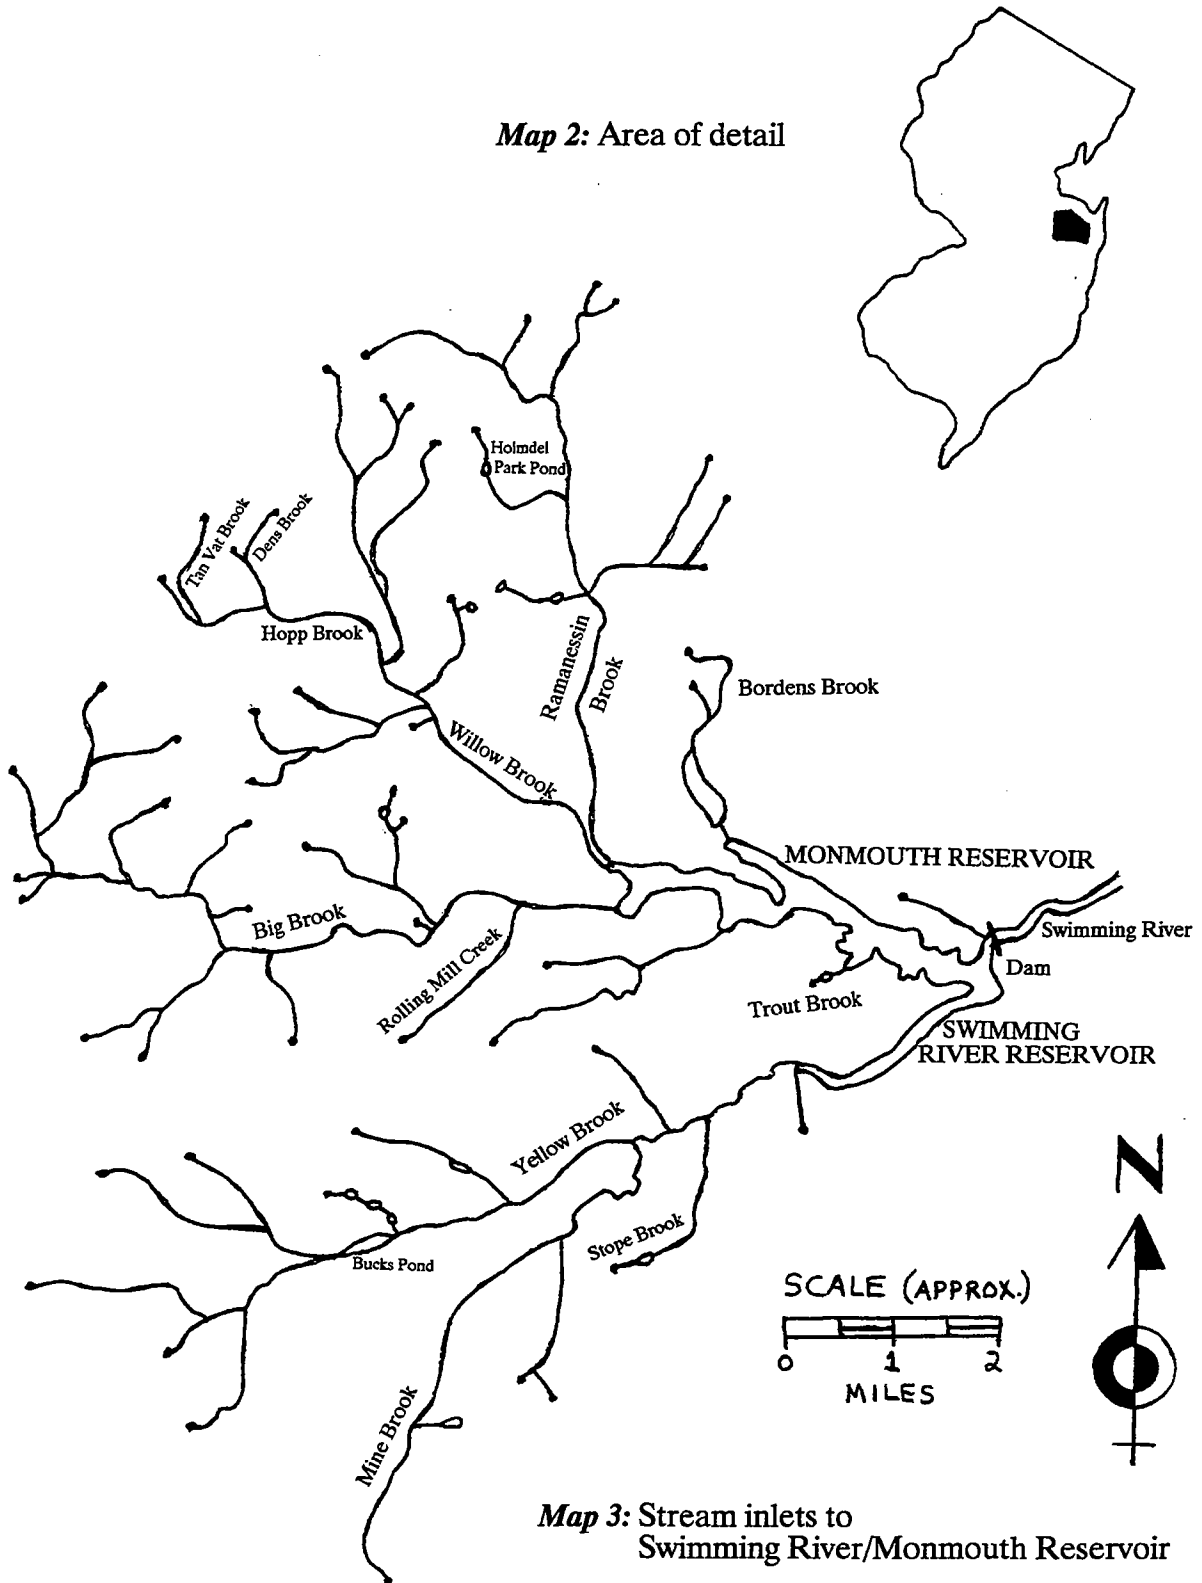 Map 2: Area of detail
Holmdel
Park Pond
Tan Vat Brook
Dens Brook
Hopp Brook
Ramanessin
Brook
Bordens Brook
Willow Brook
MONMOUTH RESERVOIR
Big Brook
Swimming River
Rolling Mill Creek
Dam
Trout Brook
SWIMMING
RIVER RESERVOIR
Yellow Brook
N
Stope Brook
Bucks Pond
SCALE (APPROX.)
0 1 2
MILES
Mine Brook
Map 3: Stream inlets to
Swimming River/Monmouth Reservoir